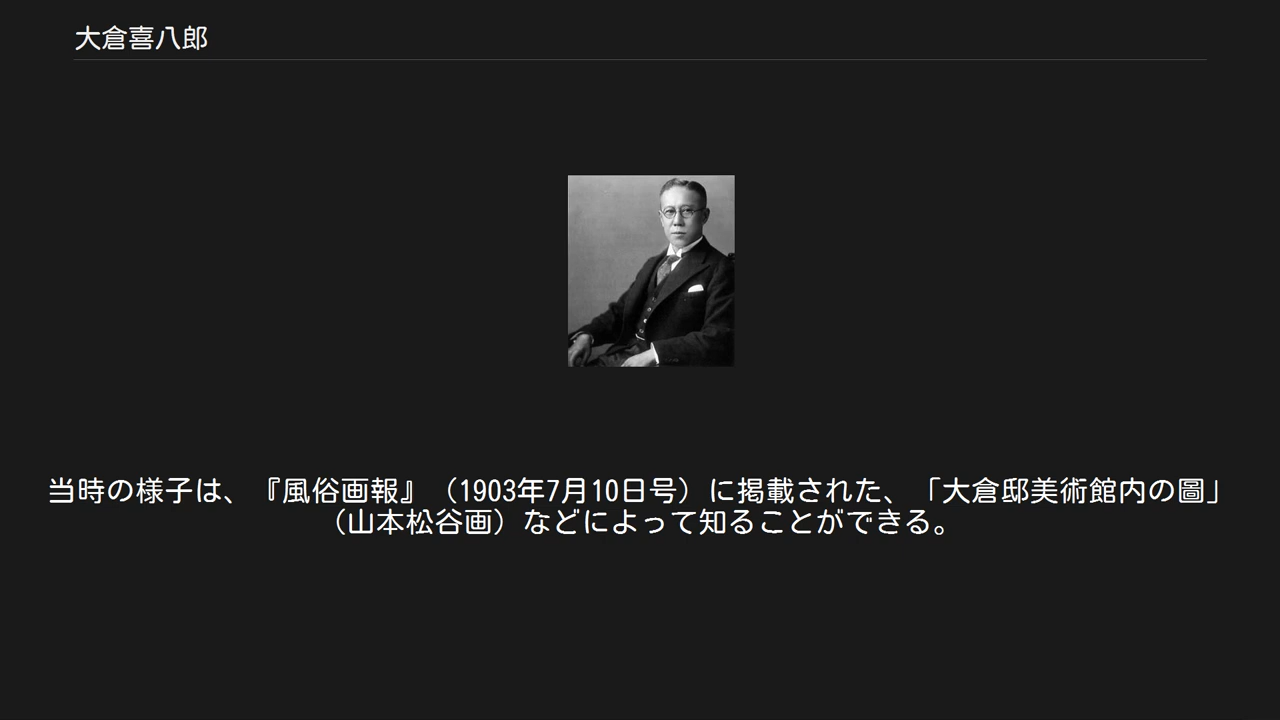 大倉喜八郎
当時の様子は、『風俗画報』（1903年7月10日号）に掲載された、「大倉邸美術館内の圖」
（山本松谷画）などによって知ることができる。